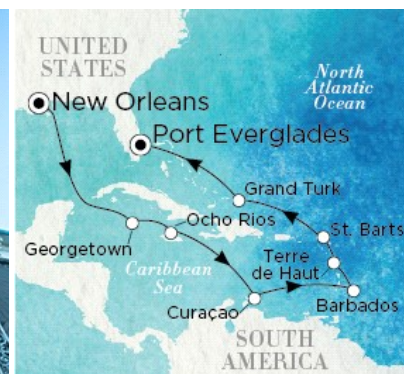 UNITED
STATES
North
Atlantic
Ocean
New Orleans
Port Everglades
Grand Turk
Ocho Rios
St. Barts
Georgetown
Terre
de Haut
Caribbean
Sea
Curaçao
Barbados
SOUTH
AMERICA